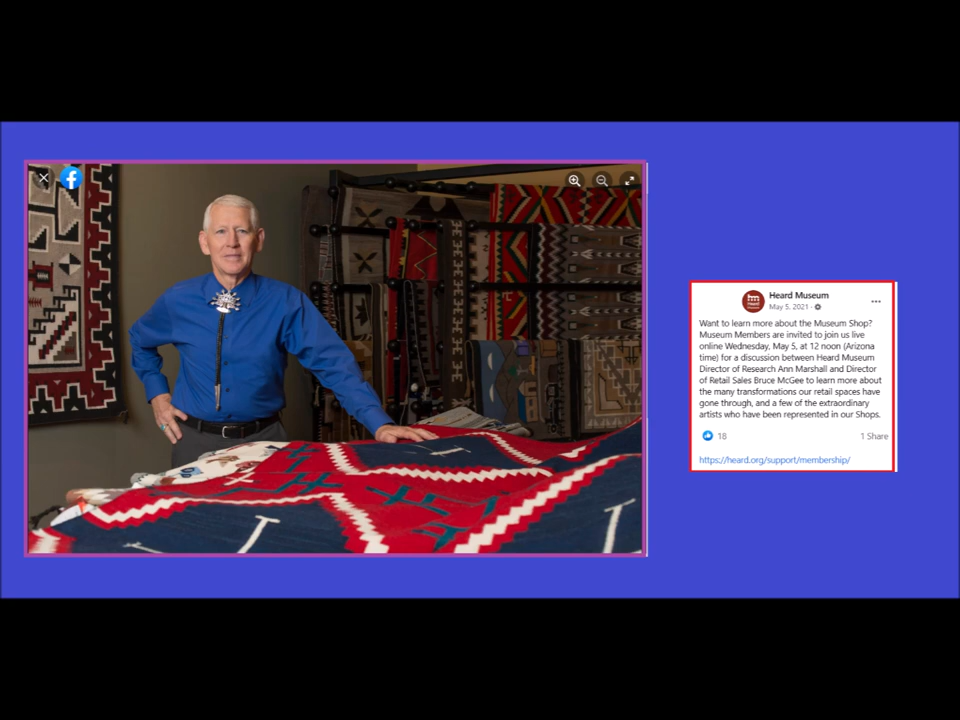 Heard Museum
May 5, 2021
Want to learn more about the Museum Shop?
Museum Members are invited to join us live
online Wednesday, May 5, at 12 noon (Arizona
time) for a discussion between Heard Museum
Director of Research Ann Marshall and Director
of Retail Sales Bruce McGee to learn more about
the many transformations our retail spaces have
gone through, and a few of the extraordinary
artists who have been represented in our Shops.
18 1 Share
https://heard.org/support/membership/